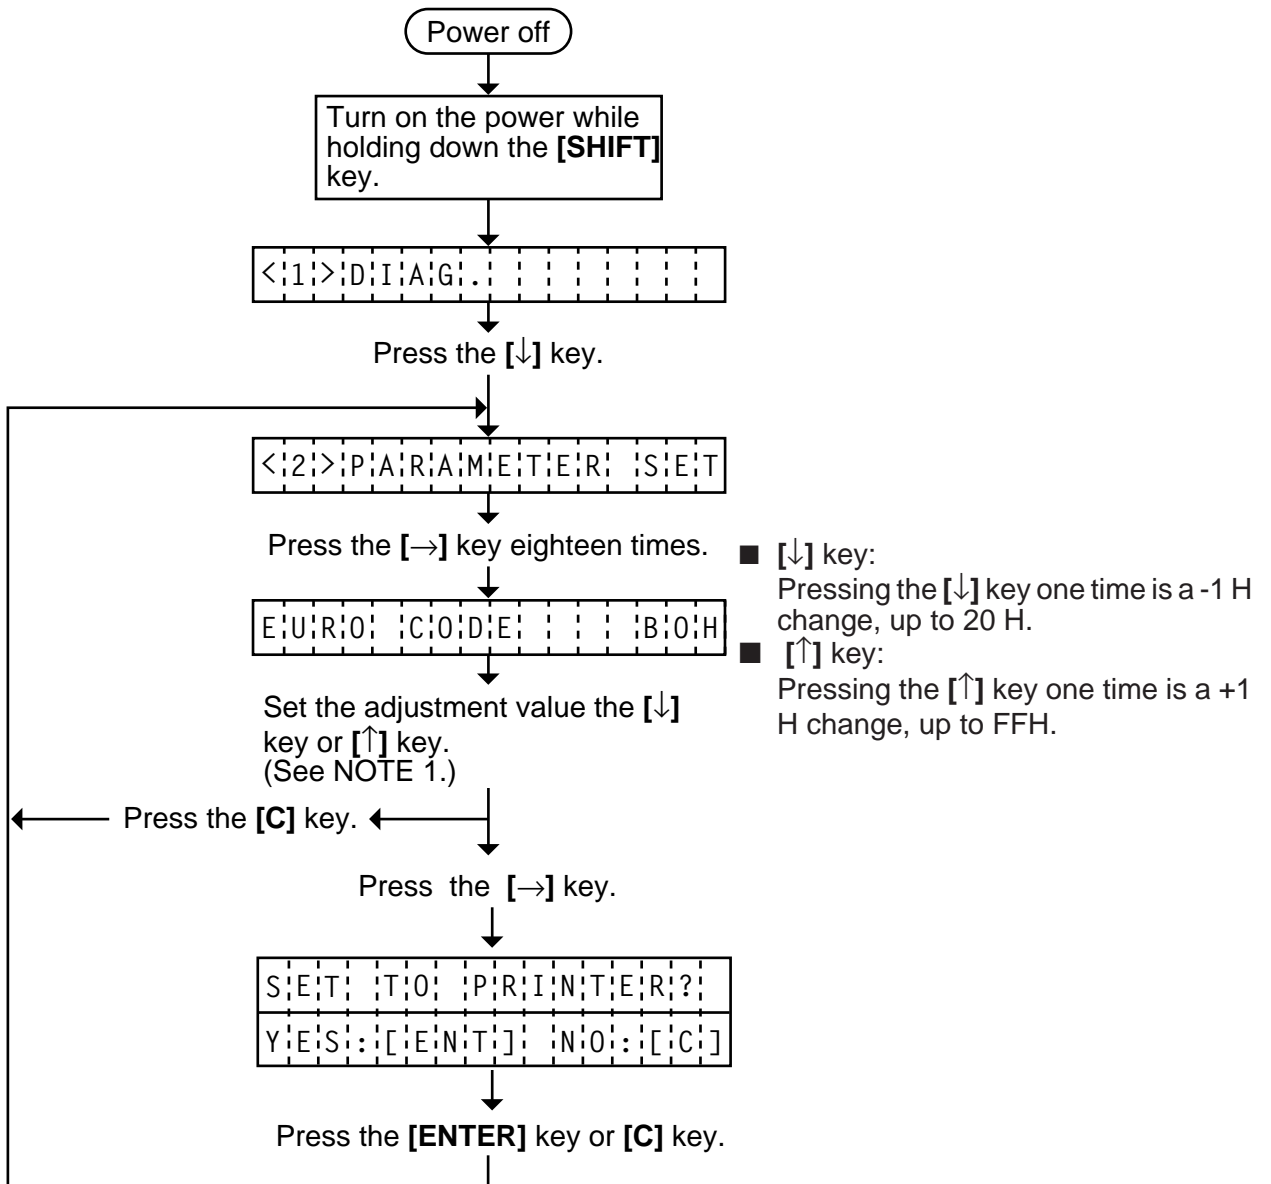 Power off
Turn on the power while
holding down the [SHIFT]
key.
<1>DIAG.
Press the [↓] key.
<2>PARAMETER SET
Press the [→] key eighteen times.
EURO CODE    B0H
■ [↓] key:
Pressing the [↓] key one time is a -1 H
change, up to 20 H.
■ [↑] key:
Pressing the [↑] key one time is a +1
H change, up to FFH.
Set the adjustment value the [↓]
key or [↑] key.
(See NOTE 1.)
Press the [C] key.
Press the [→] key.
SET TO PRINTER?
YES:[ENT] NO:[C]
Press the [ENTER] key or [C] key.